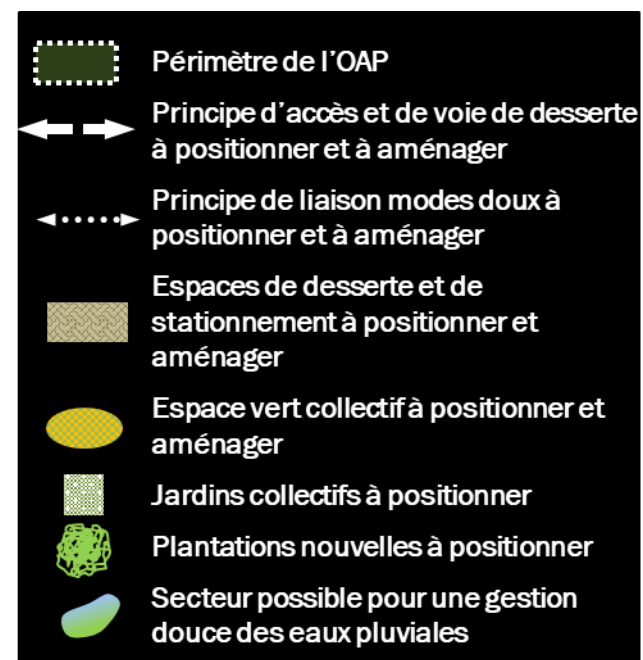 Périmètre de l'OAP
Principe d'accès et de voie de desserte
à positionner et à aménager
Principe de liaison modes doux à
positionner et à aménager
Espaces de desserte et de
stationnement à positionner et
aménager
Espace vert collectif à positionner et
aménager
Jardins collectifs à positionner
Plantations nouvelles à positionner
Secteur possible pour une gestion
douce des eaux pluviales